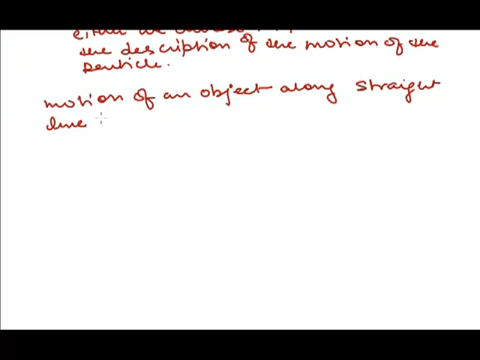 the description of the motion of the
particle.
motion of an object along straight
line